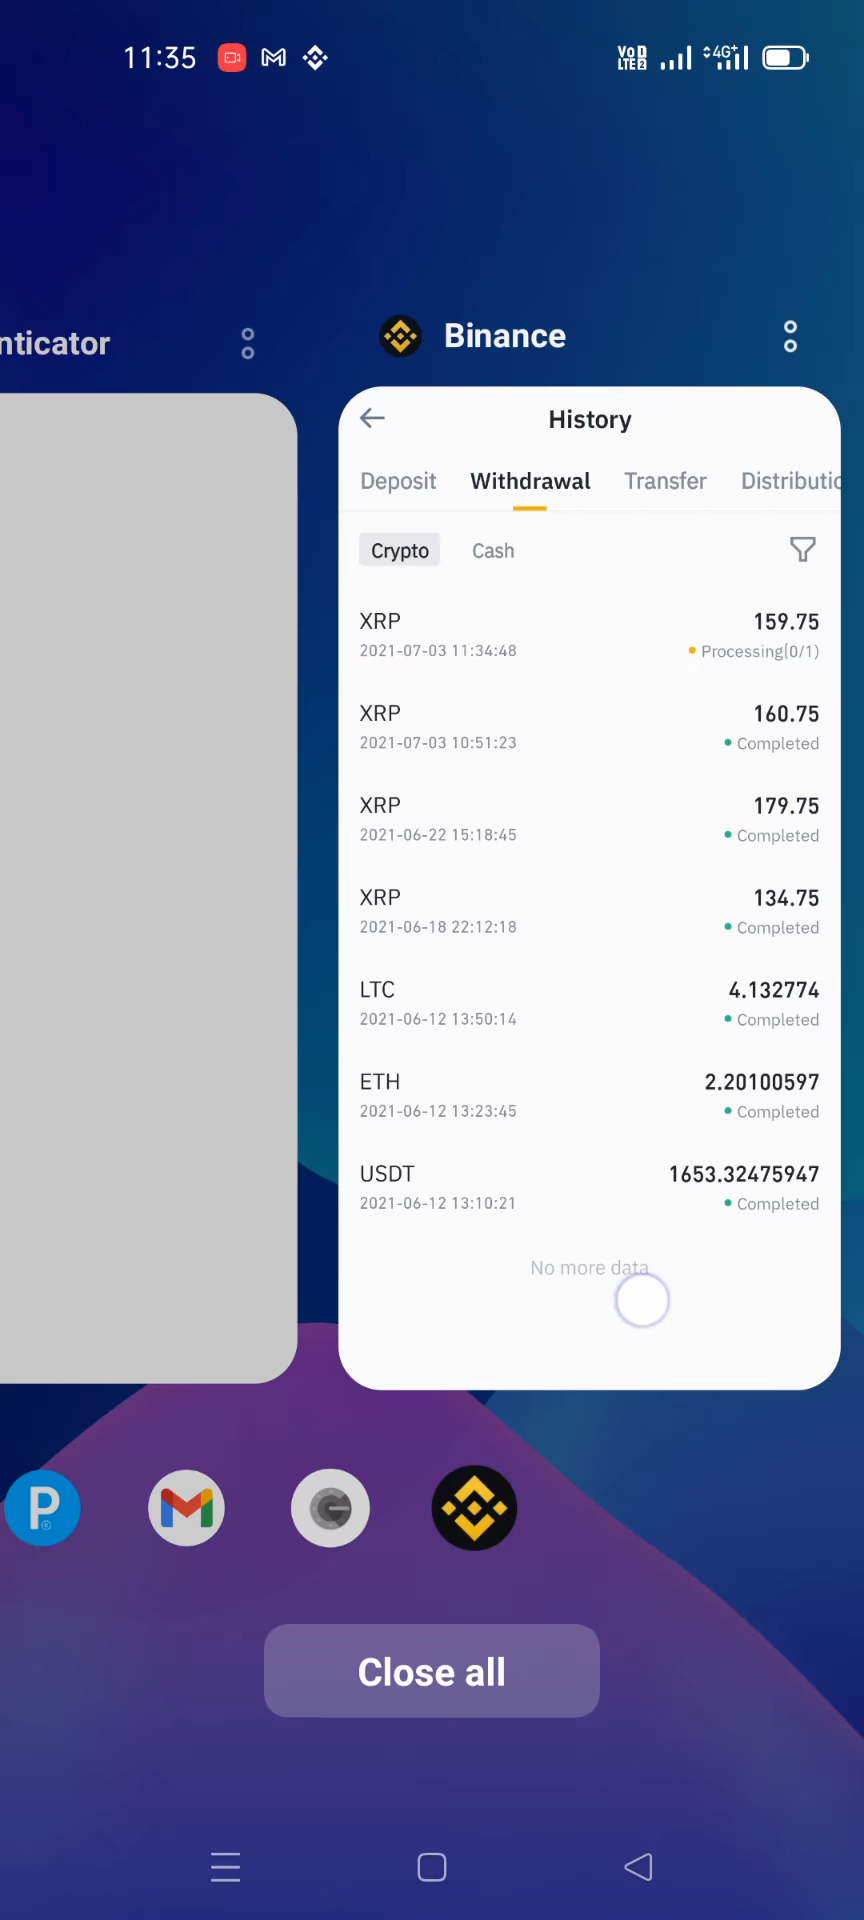 11:35
VoD LTE2 4G+
nticator
Binance
History
Deposit Withdrawal Transfer Distributio
Crypto Cash
XRP 159.75
2021-07-03 11:34:48 Processing(0/1)
XRP 160.75
2021-07-03 10:51:23 Completed
XRP 179.75
2021-06-22 15:18:45 Completed
XRP 134.75
2021-06-18 22:12:18 Completed
LTC 4.132774
2021-06-12 13:50:14 Completed
ETH 2.20100597
2021-06-12 13:23:45 Completed
USDT 1653.32475947
2021-06-12 13:10:21 Completed
No more data
P
Close all